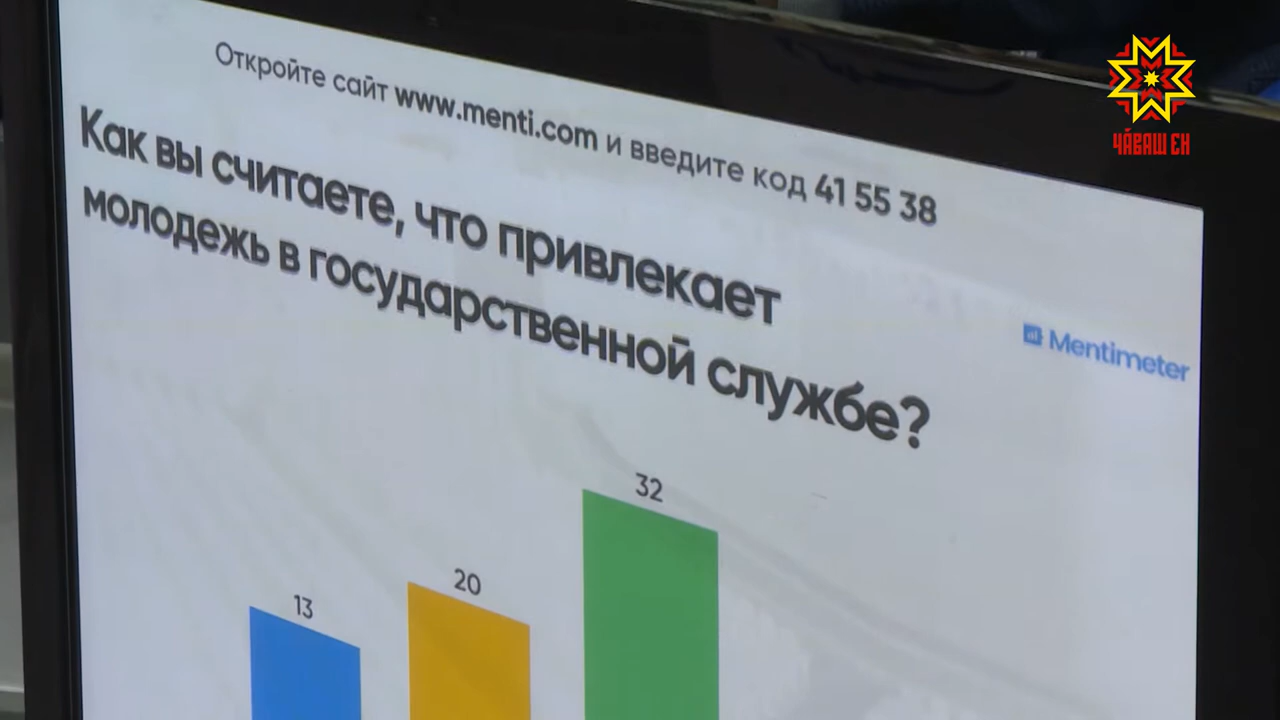 ЧӐВАШ ЕН
Откройте сайт www.menti.com и введите код 41 55 38
Как вы считаете, что привлекает
молодежь в государственной службе?
Mentimeter
13
20
32